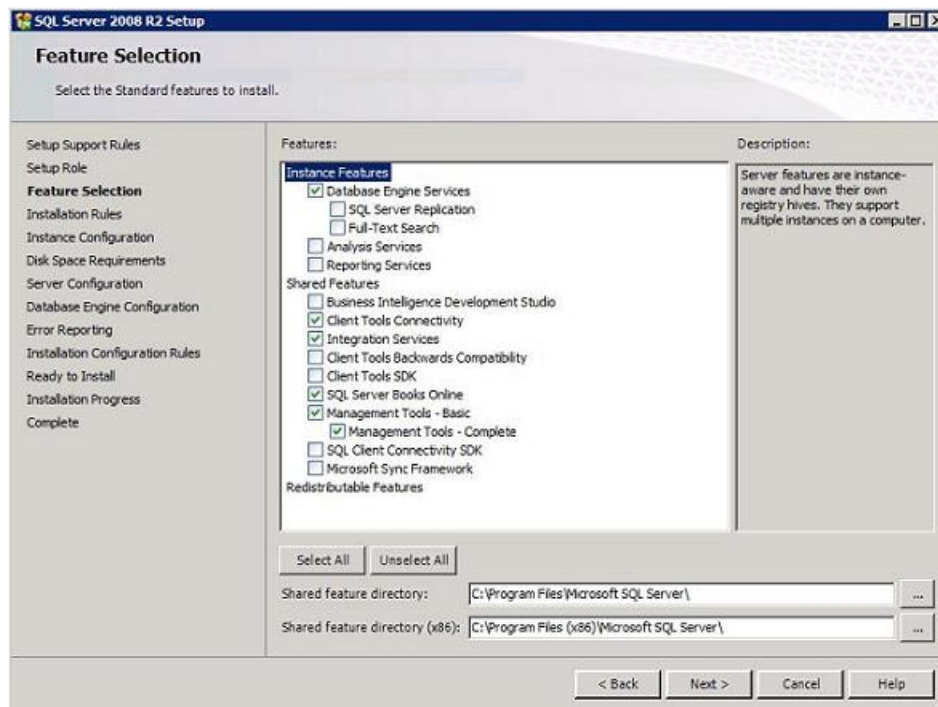 SQL Server 2008 R2 Setup
Feature Selection
Select the Standard features to install.
Setup Support Rules
Setup Role
Feature Selection
Installation Rules
Instance Configuration
Disk Space Requirements
Server Configuration
Database Engine Configuration
Error Reporting
Installation Configuration Rules
Ready to Install
Installation Progress
Complete
Features:
Instance Features
Database Engine Services
SQL Server Replication
Full-Text Search
Analysis Services
Reporting Services
Shared Features
Business Intelligence Development Studio
Client Tools Connectivity
Integration Services
Client Tools Backwards Compatibility
Client Tools SDK
SQL Server Books Online
Management Tools - Basic
Management Tools - Complete
SQL Client Connectivity SDK
Microsoft Sync Framework
Redistributable Features
Description:
Server features are instance-
aware and have their own
registry hives. They support
multiple instances on a computer.
Select All
Unselect All
Shared feature directory:
C:\Program Files\Microsoft SQL Server\
...
Shared feature directory (x86):
C:\Program Files (x86)\Microsoft SQL Server\
...
< Back
Next >
Cancel
Help